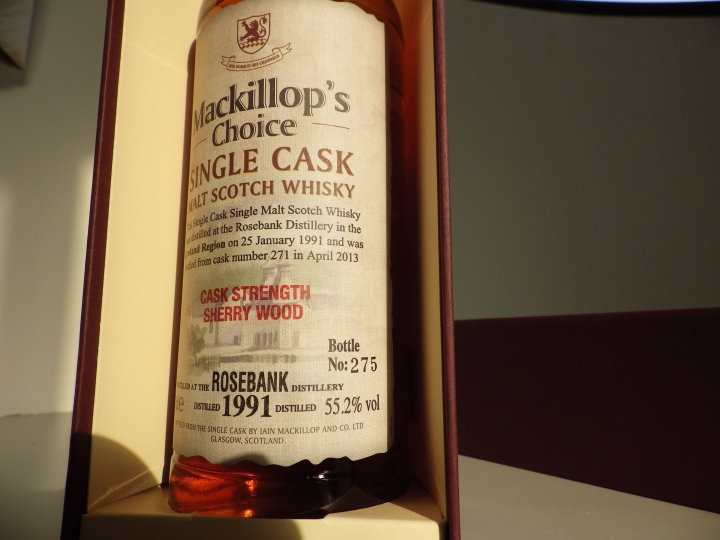 Mackillop's
Choice
SINGLE CASK
MALT SCOTCH WHISKY
Single Cask Single Malt Scotch Whisky
distilled at the Rosebank Distillery in the
Region on 25 January 1991 and was
from cask number 271 in April 2013
CASK STRENGTH
SHERRY WOOD
Bottle
No: 275
AT THE ROSEBANK DISTILLERY
DISTILLED 1991 DISTILLED 55.2% vol
FROM THE SINGLE CASK BY IAIN MACKILLOP AND CO. LTD
GLASGOW, SCOTLAND